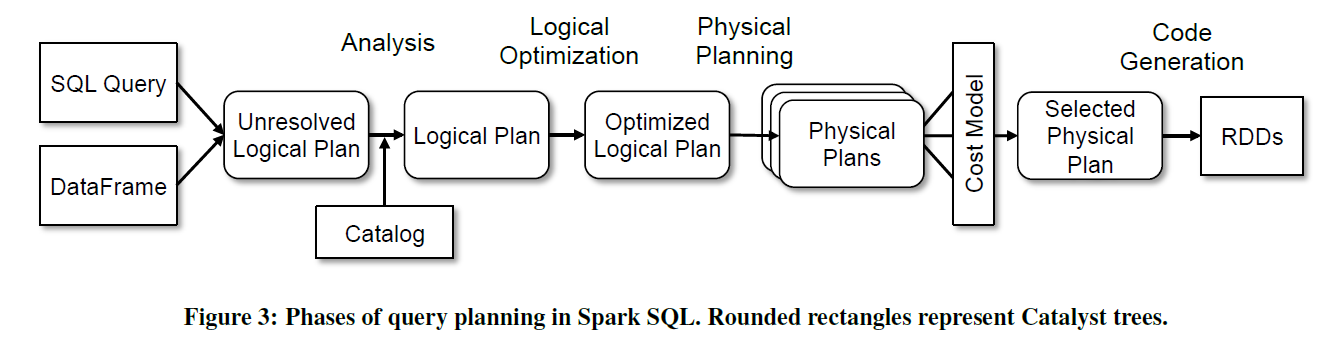 Analysis
Logical
Optimization
Physical
Planning
Code
Generation
SQL Query
DataFrame
Unresolved
Logical Plan
Catalog
Logical Plan
Optimized
Logical Plan
Physical
Plans
Cost Model
Selected
Physical
Plan
RDDs
Figure 3: Phases of query planning in Spark SQL. Rounded rectangles represent Catalyst trees.